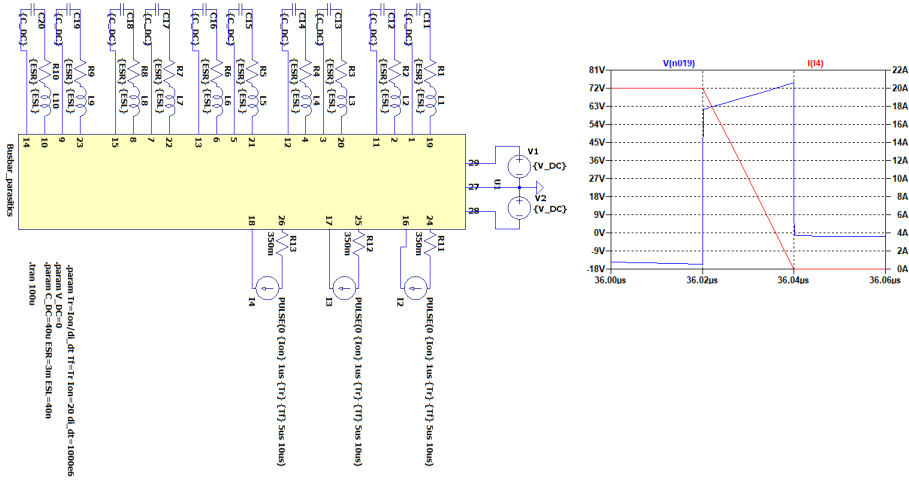 C20
{C_DC}
C19
{C_DC}
C18
{C_DC}
C17
{C_DC}
C16
{C_DC}
C15
{C_DC}
C14
{C_DC}
C13
{C_DC}
C12
{C_DC}
C11
{C_DC}
R10
{ESR}
R9
{ESR}
R8
{ESR}
R7
{ESR}
R6
{ESR}
R5
{ESR}
R4
{ESR}
R3
{ESR}
R2
{ESR}
R1
{ESR}
L10
{ESL}
L9
{ESL}
L8
{ESL}
L7
{ESL}
L6
{ESL}
L5
{ESL}
L4
{ESL}
L3
{ESL}
L2
{ESL}
L1
{ESL}
14 10 9 23 15 8 7 22 13 6 5 21 12 4 3 20 11 2 1 19
Busbar_parasitics
U1
29
27
28
V1
{V_DC}
V2
{V_DC}
18 26 17 25 16 24
R13
350m
R12
350m
R11
350m
I4
PULSE(0 {Ion} 1us {Tr} {Tf} 5us 10us)
I3
PULSE(0 {Ion} 1us {Tr} {Tf} 5us 10us)
I2
PULSE(0 {Ion} 1us {Tr} {Tf} 5us 10us)
.param Tr=Ion/di_dt Tf=Tr Ion=20 di_dt=1000e6
.param V_DC=0
.param C_DC=40u ESR=3m ESL=40n
.tran 100u
V(n019) I(I4)
81V 22A
72V 20A
63V 18A
54V 16A
45V 14A
36V 12A
27V 10A
18V 8A
9V 6A
0V 4A
-9V 2A
-18V 0A
36.00µs 36.02µs 36.04µs 36.06µs